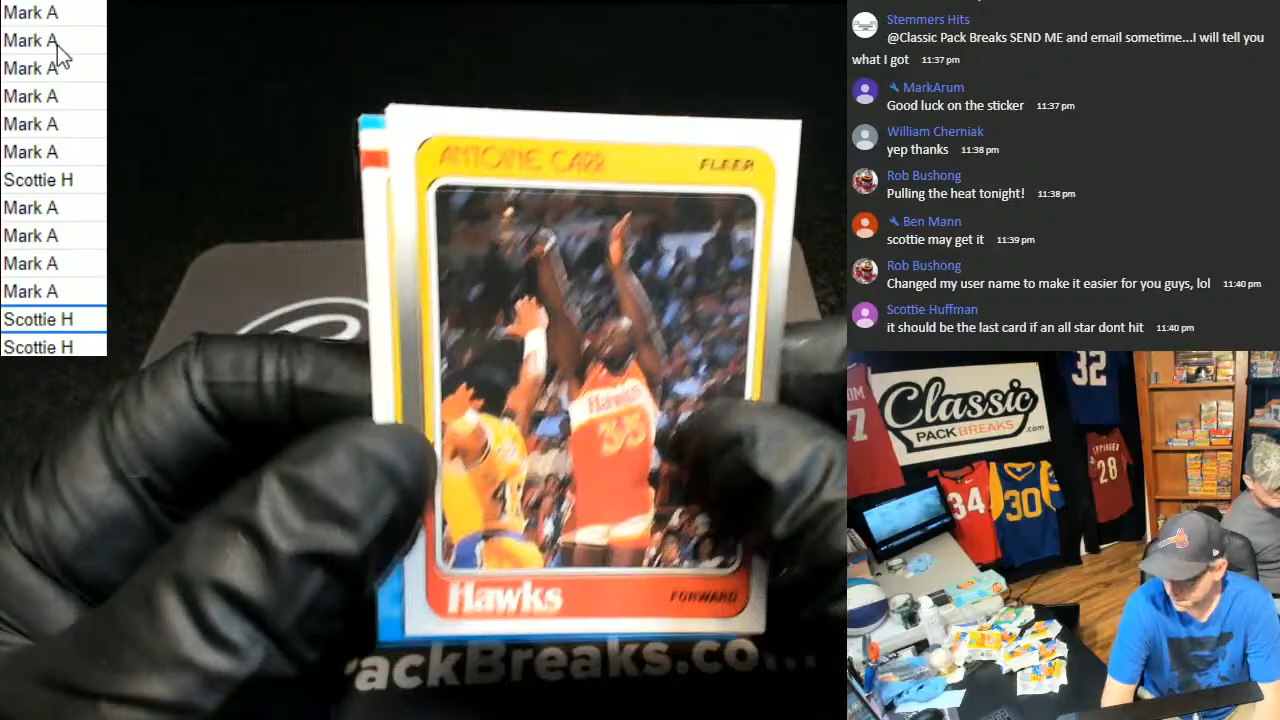 Mark A
Mark A
Mark A
Mark A
Mark A
Mark A
Scottie H
Mark A
Mark A
Mark A
Mark A
Scottie H
Scottie H
ANTOINE CARR FLEER
Hawks
33
Hawks FORWARD
rackBreaks.co
Stemmers Hits
@Classic Pack Breaks SEND ME and email sometime...I will tell you
what I got 11:37 pm
MarkArum
Good luck on the sticker 11:37 pm
William Cherniak
yep thanks 11:38 pm
Rob Bushong
Pulling the heat tonight! 11:38 pm
Ben Mann
scottie may get it 11:39 pm
Rob Bushong
Changed my user name to make it easier for you guys, lol 11:40 pm
Scottie Huffman
it should be the last card if an all star dont hit 11:40 pm
Classic
PACKBREAKS.com
32
7
34
30
28